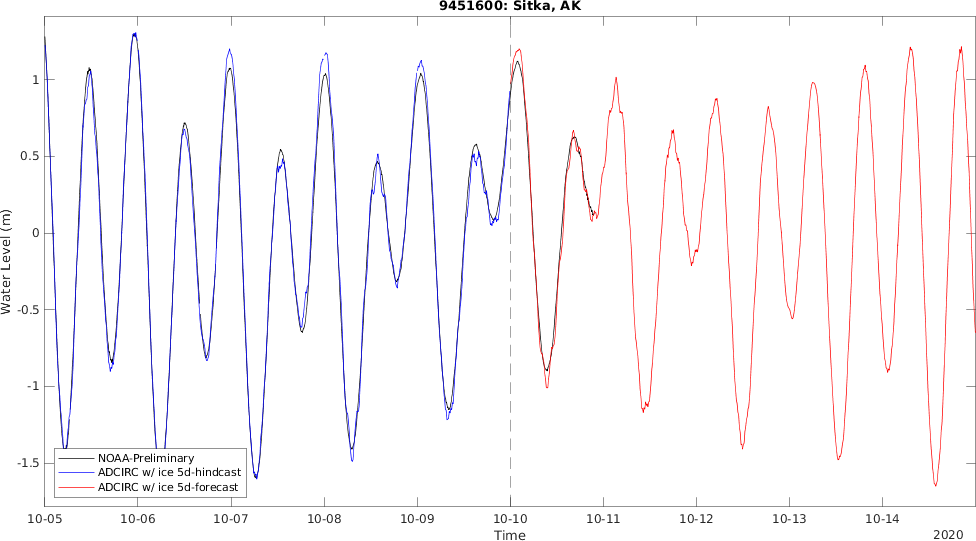 9451600: Sitka, AK
Water Level (m)
1
0.5
0
-0.5
-1
-1.5
NOAA-Preliminary
ADCIRC w/ ice 5d-hindcast
ADCIRC w/ ice 5d-forecast
10-05 10-06 10-07 10-08 10-09 10-10 10-11 10-12 10-13 10-14
Time
2020